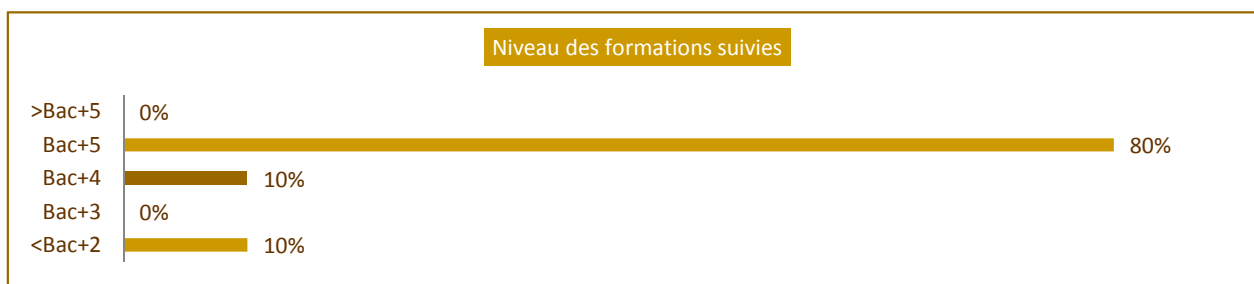 Niveau des formations suivies
>Bac+5 0%
Bac+5 80%
Bac+4 10%
Bac+3 0%
<Bac+2 10%